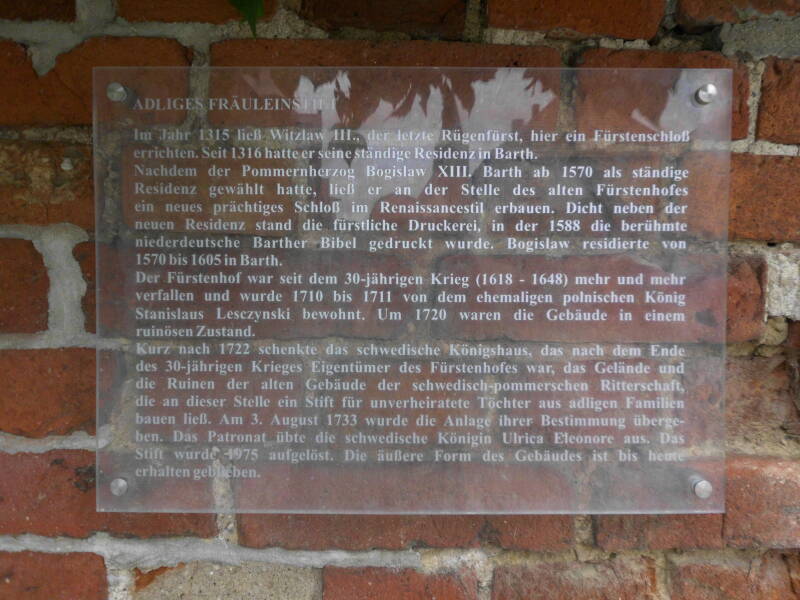 ADLIGES FRÄULEINSTIFT
Im Jahr 1315 ließ Witzlaw III., der letzte Rügenfürst, hier ein Fürstenschloß
errichten. Seit 1316 hatte er seine ständige Residenz in Barth.
Nachdem der Pommernherzog Bogislaw XIII. Barth ab 1570 als ständige
Residenz gewählt hatte, ließ er an der Stelle des alten Fürstenhofes
ein neues prächtiges Schloß im Renaissancestil erbauen. Dicht neben der
neuen Residenz stand die fürstliche Druckerei, in der 1588 die berühmte
niederdeutsche Barther Bibel gedruckt wurde. Bogislaw residierte von
1570 bis 1605 in Barth.
Der Fürstenhof war seit dem 30-jährigen Krieg (1618 - 1648) mehr und mehr
verfallen und wurde 1710 bis 1711 von dem ehemaligen polnischen König
Stanislaus Lesczynski bewohnt. Um 1720 waren die Gebäude in einem
ruinösen Zustand.
Kurz nach 1722 schenkte das schwedische Königshaus, das nach dem Ende
des 30-jährigen Krieges Eigentümer des Fürstenhofes war, das Gelände und
die Ruinen der alten Gebäude der schwedisch-pommerschen Ritterschaft,
die an dieser Stelle ein Stift für unverheiratete Töchter aus adligen Familien
bauen ließ. Am 3. August 1733 wurde die Anlage ihrer Bestimmung überge-
ben. Das Patronat übte die schwedische Königin Ulrica Eleonore aus. Das
Stift wurde 1975 aufgelöst. Die äußere Form des Gebäudes ist bis heute
erhalten geblieben.